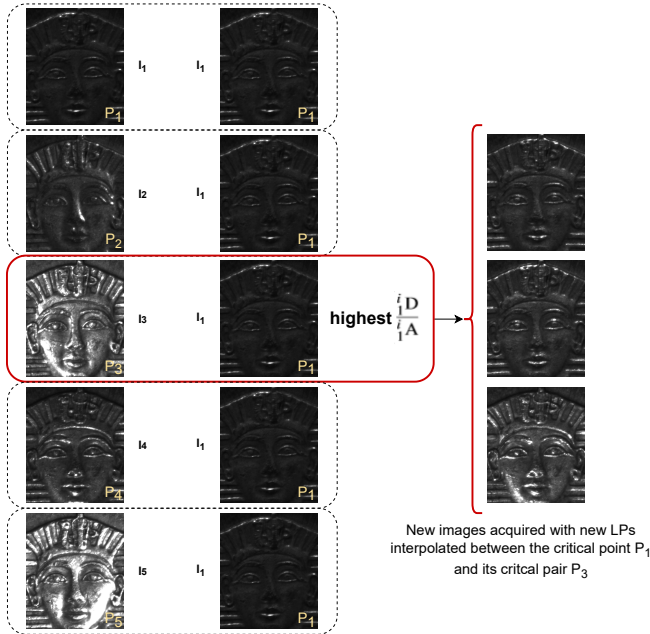 I1 I1
P1 P1
I2 I1
P2 P1
I3 I1
highest i1D / i1A
P3 P1
I4 I1
P4 P1
I5 I1
P5 P1
New images acquired with new LPs
interpolated between the critical point P1
and its critcal pair P3